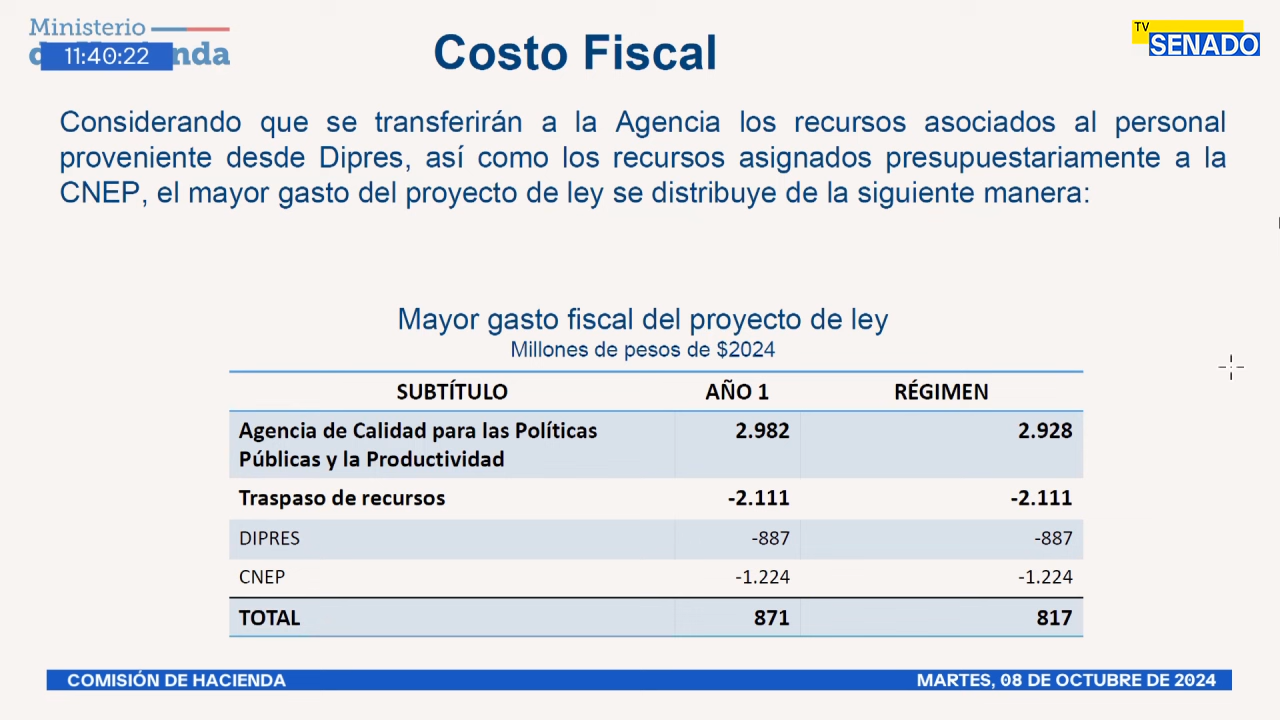 Ministerio
de Hacienda
11:40:22
Costo Fiscal
TV
SENADO
Considerando que se transferirán a la Agencia los recursos asociados al personal
proveniente desde Dipres, así como los recursos asignados presupuestariamente a la
CNEP, el mayor gasto del proyecto de ley se distribuye de la siguiente manera:
Mayor gasto fiscal del proyecto de ley
Millones de pesos de $2024
SUBTÍTULO AÑO 1 RÉGIMEN
Agencia de Calidad para las Políticas 2.982 2.928
Públicas y la Productividad
Traspaso de recursos -2.111 -2.111
DIPRES -887 -887
CNEP -1.224 -1.224
TOTAL 871 817
COMISIÓN DE HACIENDA MARTES, 08 DE OCTUBRE DE 2024